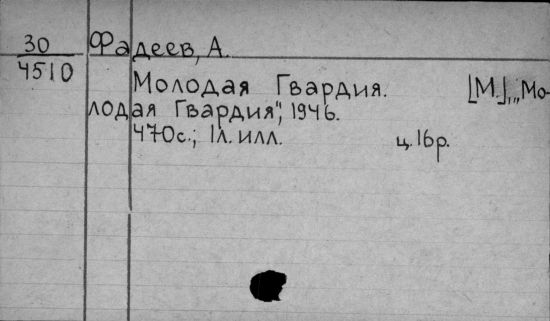 30 Фадеев, А.
4510
Молодая Гвардия. [М.], „Мо-
лодая Гвардия", 1946.
470с.; 1л. илл. ц. 16р.